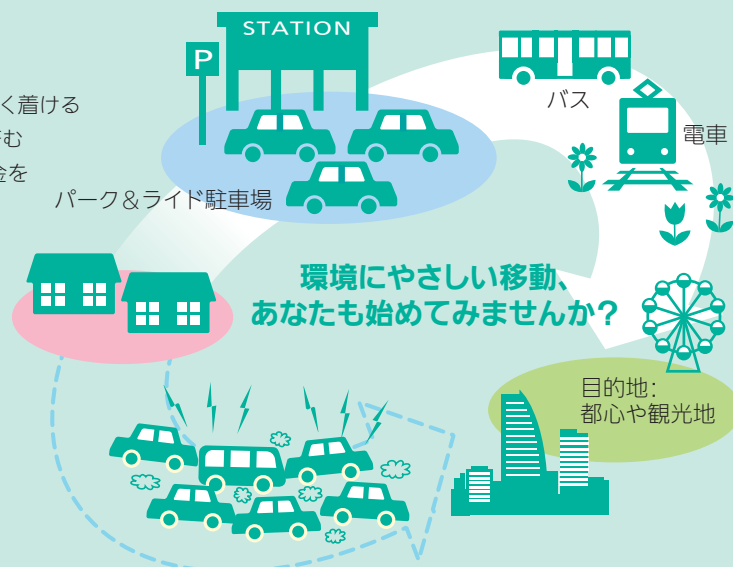 STATION
P
く着ける
む
金を
パーク＆ライド駐車場
バス
電車
環境にやさしい移動、
あなたも始めてみませんか？
目的地：
都心や観光地